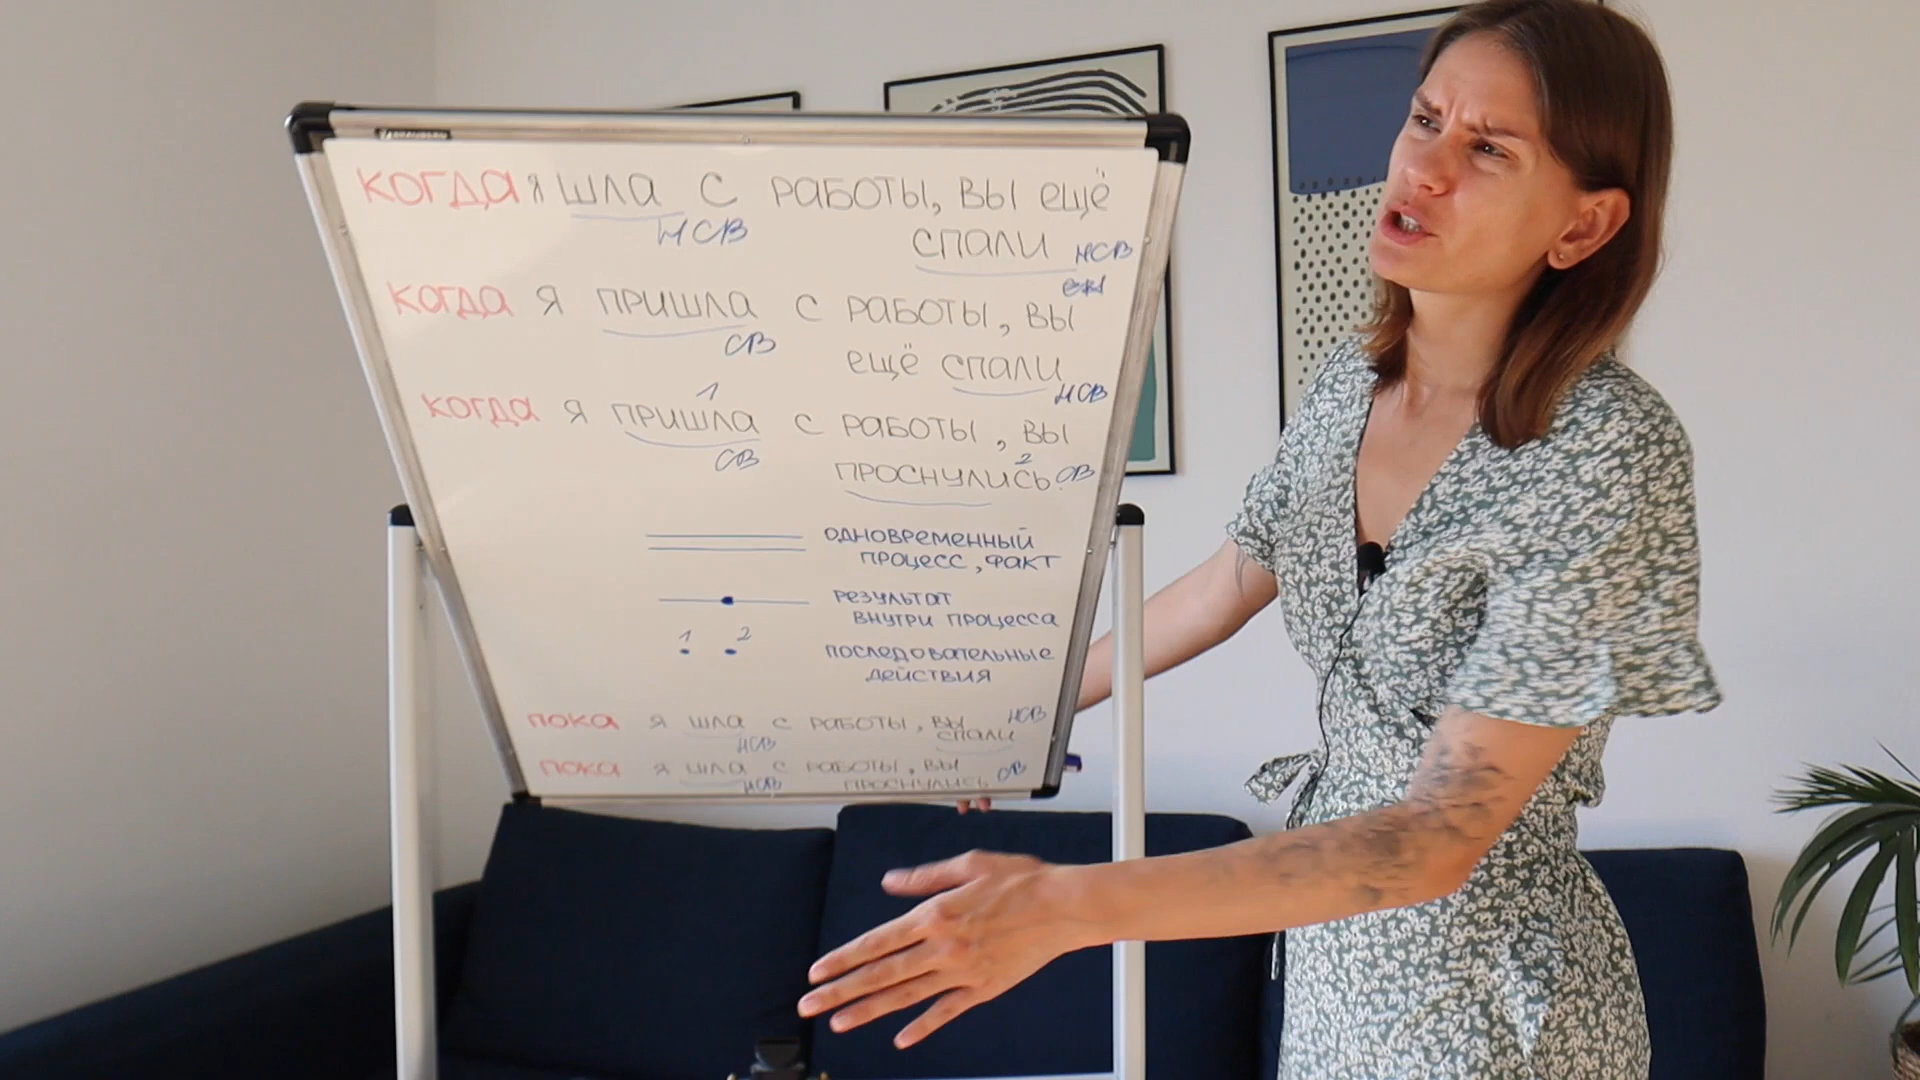 КОГДА я шла с РАБОТЫ, ВЫ ещё
НСВ
спали НСВ
КОГДА я пришла с РАБОТЫ, ВЫ
СВ
ещё спали
НСВ
1
КОГДА я пришла с РАБОТЫ, ВЫ
СВ
2
проснулись. СВ
ОДНОВРЕМЕННЫЙ
ПРОЦЕСС, ФАКТ
РЕЗУЛЬТАТ
ВНУТРИ ПРОЦЕССА
1 2
ПОСЛЕДОВАТЕЛЬНЫЕ
ДЕЙСТВИЯ
ПОКА я шла с РАБОТЫ, ВЫ НСВ
НСВ спали
ПОКА я шла с РАБОТЫ, ВЫ СВ
НСВ проснулись